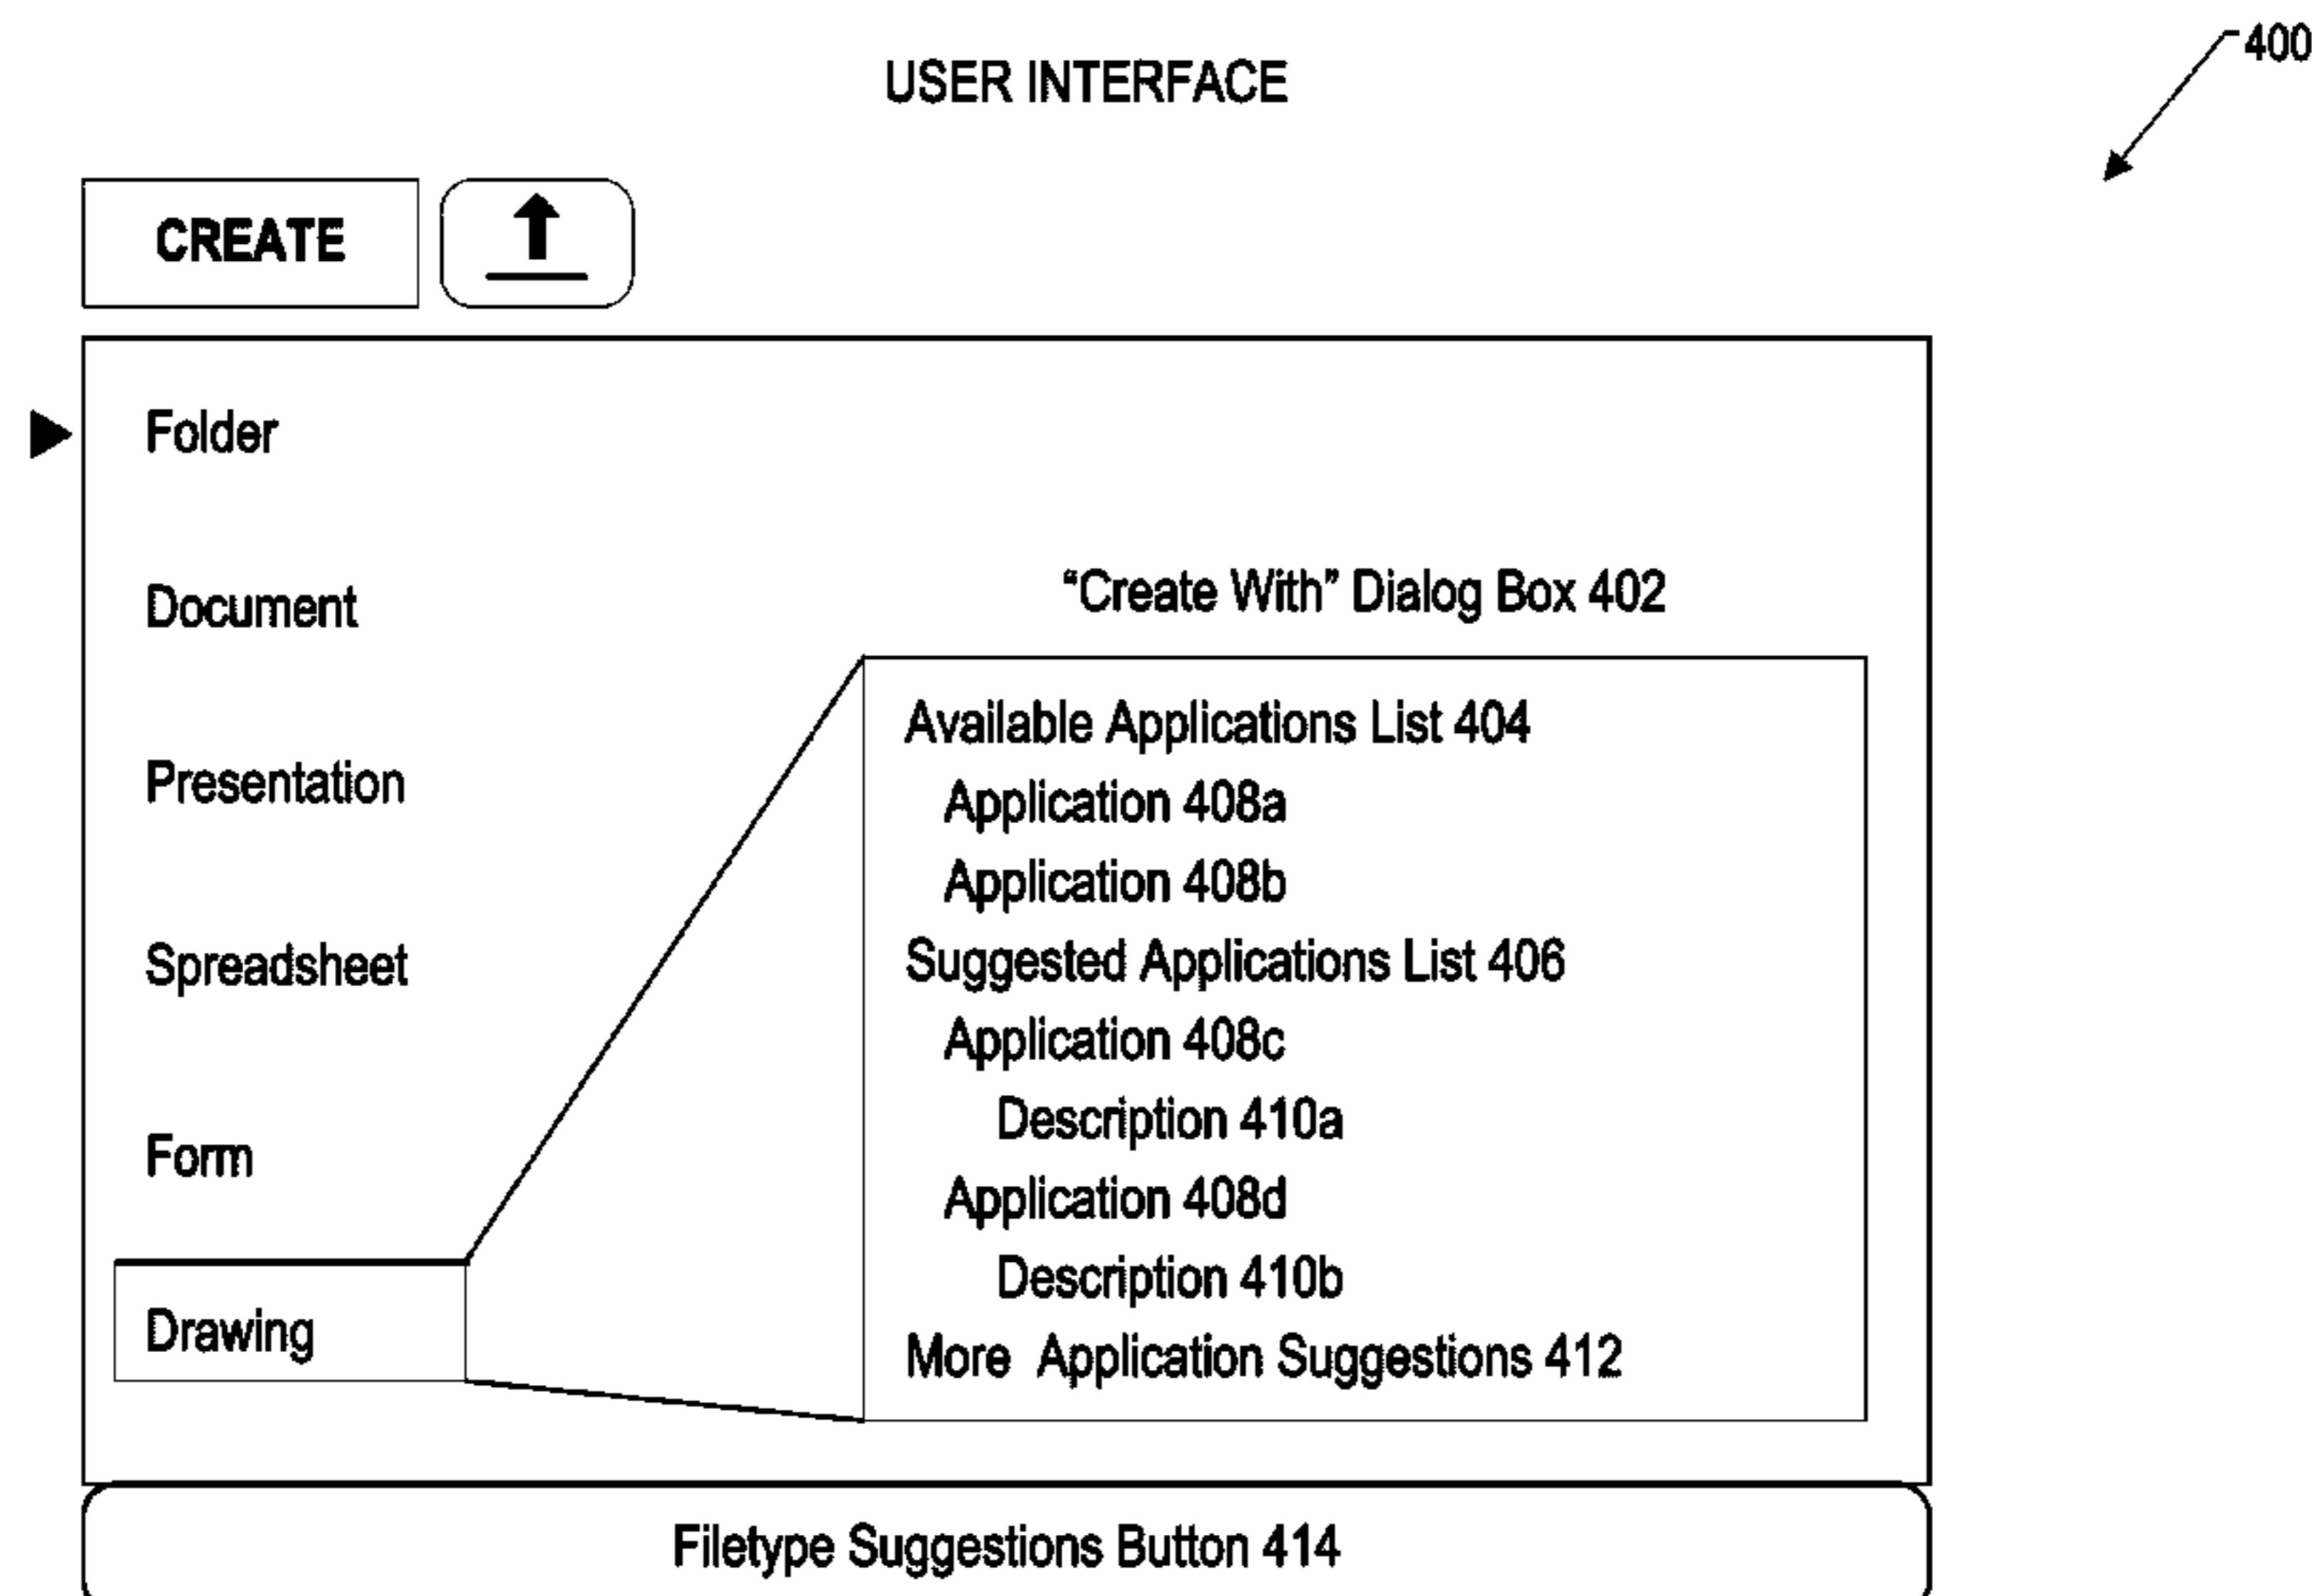 400
USER INTERFACE
CREATE
Folder
Document
Presentation
Spreadsheet
Form
Drawing
“Create With” Dialog Box 402
Available Applications List 404
Application 408a
Application 408b
Suggested Applications List 406
Application 408c
Description 410a
Application 408d
Description 410b
More Application Suggestions 412
Filetype Suggestions Button 414